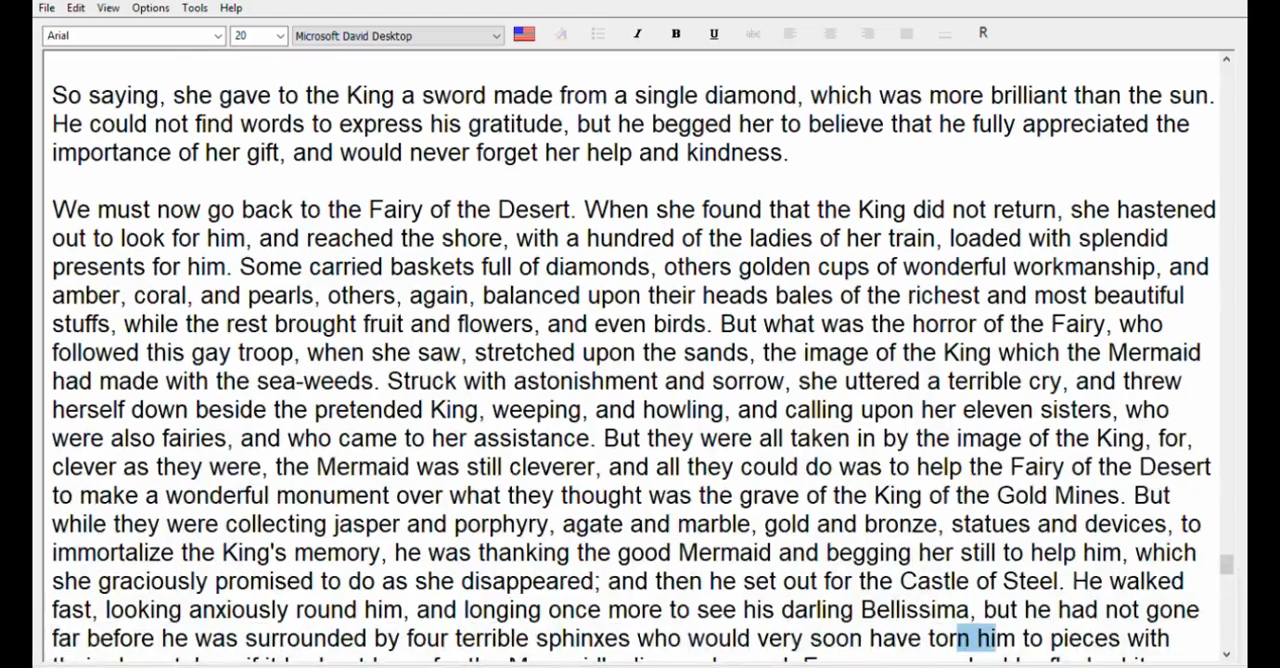 File Edit View Options Tools Help
Arial 20 Microsoft David Desktop I B U abc R
So saying, she gave to the King a sword made from a single diamond, which was more brilliant than the sun.
He could not find words to express his gratitude, but he begged her to believe that he fully appreciated the
importance of her gift, and would never forget her help and kindness.
We must now go back to the Fairy of the Desert. When she found that the King did not return, she hastened
out to look for him, and reached the shore, with a hundred of the ladies of her train, loaded with splendid
presents for him. Some carried baskets full of diamonds, others golden cups of wonderful workmanship, and
amber, coral, and pearls, others, again, balanced upon their heads bales of the richest and most beautiful
stuffs, while the rest brought fruit and flowers, and even birds. But what was the horror of the Fairy, who
followed this gay troop, when she saw, stretched upon the sands, the image of the King which the Mermaid
had made with the sea-weeds. Struck with astonishment and sorrow, she uttered a terrible cry, and threw
herself down beside the pretended King, weeping, and howling, and calling upon her eleven sisters, who
were also fairies, and who came to her assistance. But they were all taken in by the image of the King, for,
clever as they were, the Mermaid was still cleverer, and all they could do was to help the Fairy of the Desert
to make a wonderful monument over what they thought was the grave of the King of the Gold Mines. But
while they were collecting jasper and porphyry, agate and marble, gold and bronze, statues and devices, to
immortalize the King's memory, he was thanking the good Mermaid and begging her still to help him, which
she graciously promised to do as she disappeared; and then he set out for the Castle of Steel. He walked
fast, looking anxiously round him, and longing once more to see his darling Bellissima, but he had not gone
far before he was surrounded by four terrible sphinxes who would very soon have torn him to pieces with